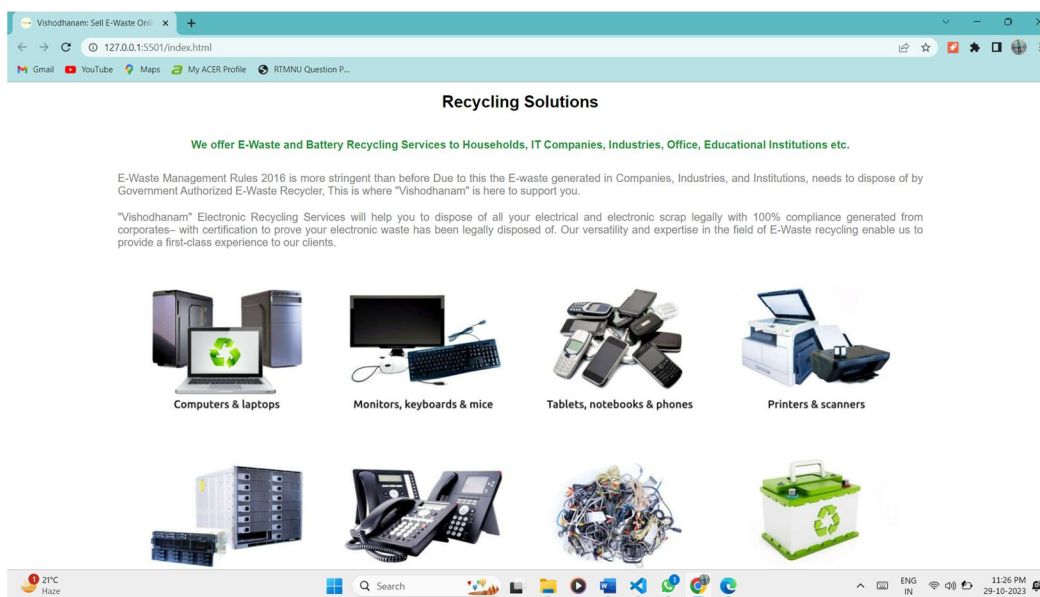 Vishodhanam: Sell E-Waste Onli
127.0.0.1:5501/index.html
Gmail YouTube Maps My ACER Profile RTMNU Question P...
Recycling Solutions
We offer E-Waste and Battery Recycling Services to Households, IT Companies, Industries, Office, Educational Institutions etc.
E-Waste Management Rules 2016 is more stringent than before Due to this the E-waste generated in Companies, Industries, and Institutions, needs to dispose of by
Government Authorized E-Waste Recycler, This is where "Vishodhanam" is here to support you.
"Vishodhanam" Electronic Recycling Services will help you to dispose of all your electrical and electronic scrap legally with 100% compliance generated from
corporates– with certification to prove your electronic waste has been legally disposed of. Our versatility and expertise in the field of E-Waste recycling enable us to
provide a first-class experience to our clients.
Computers & laptops Monitors, keyboards & mice Tablets, notebooks & phones Printers & scanners
1 21°C
Haze
Search
ENG
IN
11:26 PM
29-10-2023